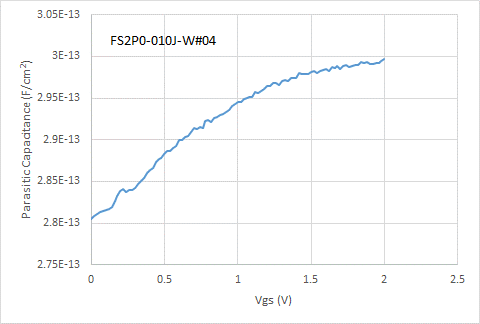 3.05E-13
FS2P0-010J-W#04
3E-13
2.95E-13
2.9E-13
2.85E-13
2.8E-13
2.75E-13
Parasitic Capacdtance (F/cm²)
0 0.5 1 1.5 2 2.5
Vgs (V)